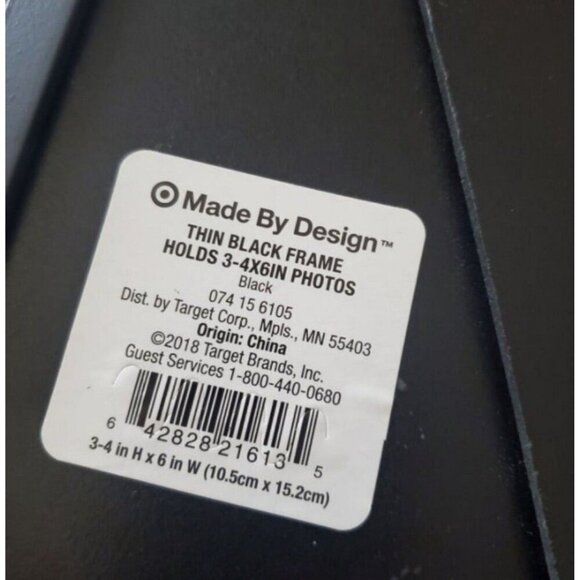 Made By Design™
THIN BLACK FRAME
HOLDS 3-4X6IN PHOTOS
Black
074 15 6105
Dist. by Target Corp., Mpls., MN 55403
Origin: China
©2018 Target Brands, Inc.
Guest Services 1-800-440-0680
6 42828 21613 5
3-4 in H x 6 in W (10.5cm x 15.2cm)